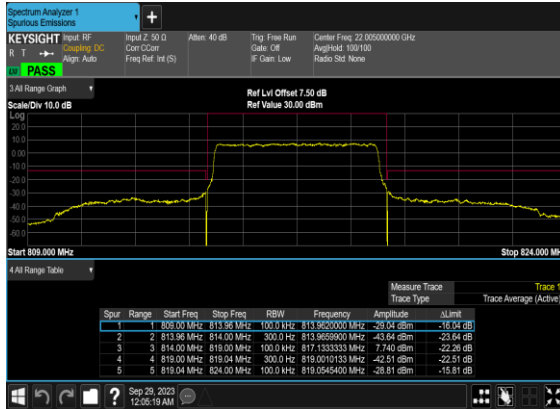 Spectrum Analyzer 1
Spurious Emissions
KEYSIGHT Input: RF Input Z: 50 Ω Atten: 40 dB Trig: Free Run Center Freq: 22.005000000 GHz
R T Coupling: DC Corr CCorr Gate: Off Avg|Hold: 100/100
Align: Auto Freq Ref: Int (S) IF Gain: Low Radio Std: None
PASS
3 All Range Graph
Ref Lvl Offset 7.50 dB
Scale/Div 10.0 dB Ref Value 30.00 dBm
Log
20.0
10.0
0.00
-10.0
-20.0
-30.0
-40.0
-50.0
-60.0
Start 809.000 MHz Stop 824.000 MH
4 All Range Table
Measure Trace Trace 1
Trace Type Trace Average (Active)
Spur Range Start Freq Stop Freq RBW Frequency Amplitude ΔLimit
1 1 809.00 MHz 813.96 MHz 100.0 kHz 813.9620000 MHz -29.04 dBm -16.04 dB
2 2 813.96 MHz 814.00 MHz 300.0 Hz 813.9659900 MHz -43.64 dBm -23.64 dB
3 3 814.00 MHz 819.00 MHz 100.0 kHz 817.1333333 MHz 7.740 dBm -22.26 dB
4 4 819.00 MHz 819.04 MHz 300.0 Hz 819.0010133 MHz -42.51 dBm -22.51 dB
5 5 819.04 MHz 824.00 MHz 100.0 kHz 819.0545400 MHz -28.81 dBm -15.81 dB
Sep 29, 2023
12:05:19 AM